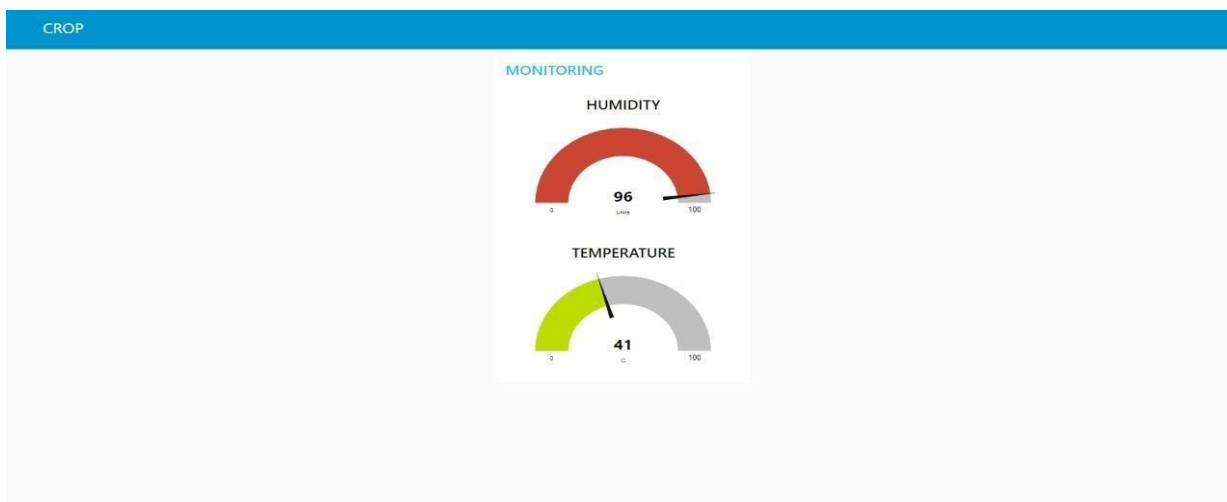 CROP
MONITORING
HUMIDITY
96
units
0
100
TEMPERATURE
41
C
0
100